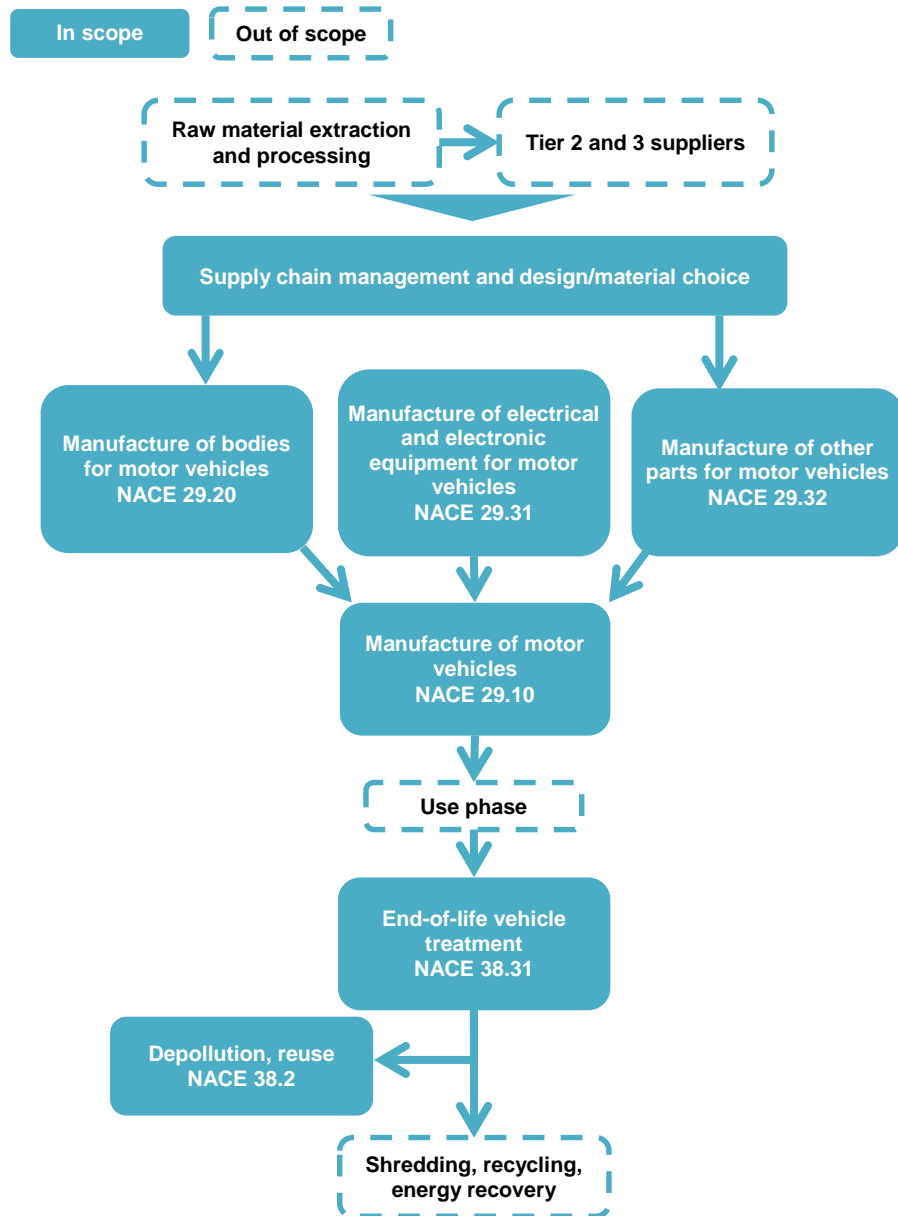 In scope
Out of scope
Raw material extraction
and processing
Tier 2 and 3 suppliers
Supply chain management and design/material choice
Manufacture of bodies
for motor vehicles
NACE 29.20
Manufacture of electrical
and electronic
equipment for motor
vehicles
NACE 29.31
Manufacture of other
parts for motor vehicles
NACE 29.32
Manufacture of motor
vehicles
NACE 29.10
Use phase
End-of-life vehicle
treatment
NACE 38.31
Depollution, reuse
NACE 38.2
Shredding, recycling,
energy recovery